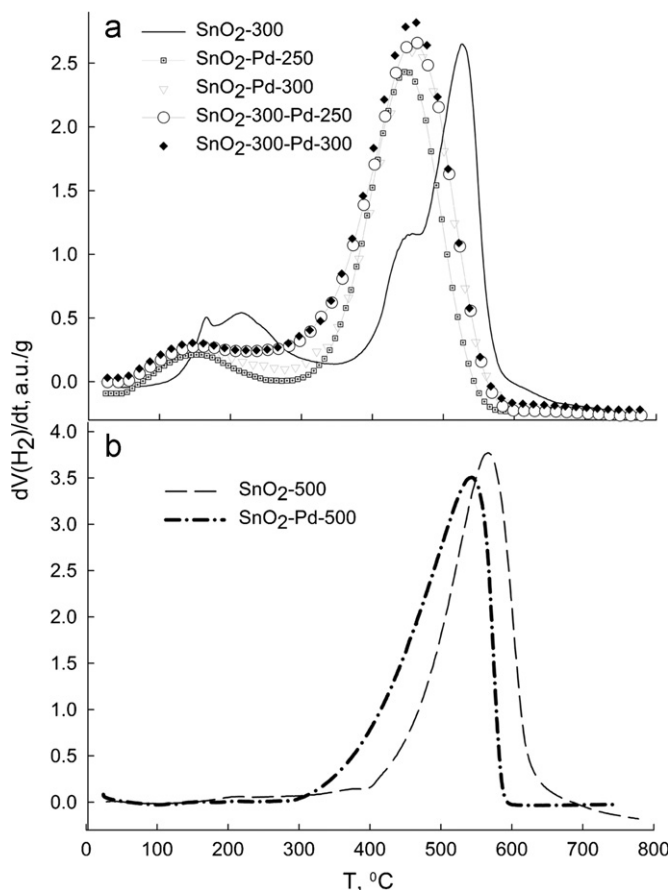 a
SnO2-300
SnO2-Pd-250
SnO2-Pd-300
SnO2-300-Pd-250
SnO2-300-Pd-300
2.5
2.0
1.5
1.0
0.5
0.0
dV(H2)/dt, a.u./g
b
SnO2-500
SnO2-Pd-500
4.0
3.5
3.0
2.5
2.0
1.5
1.0
0.5
0.0
0 100 200 300 400 500 600 700 800
T, ⁰C